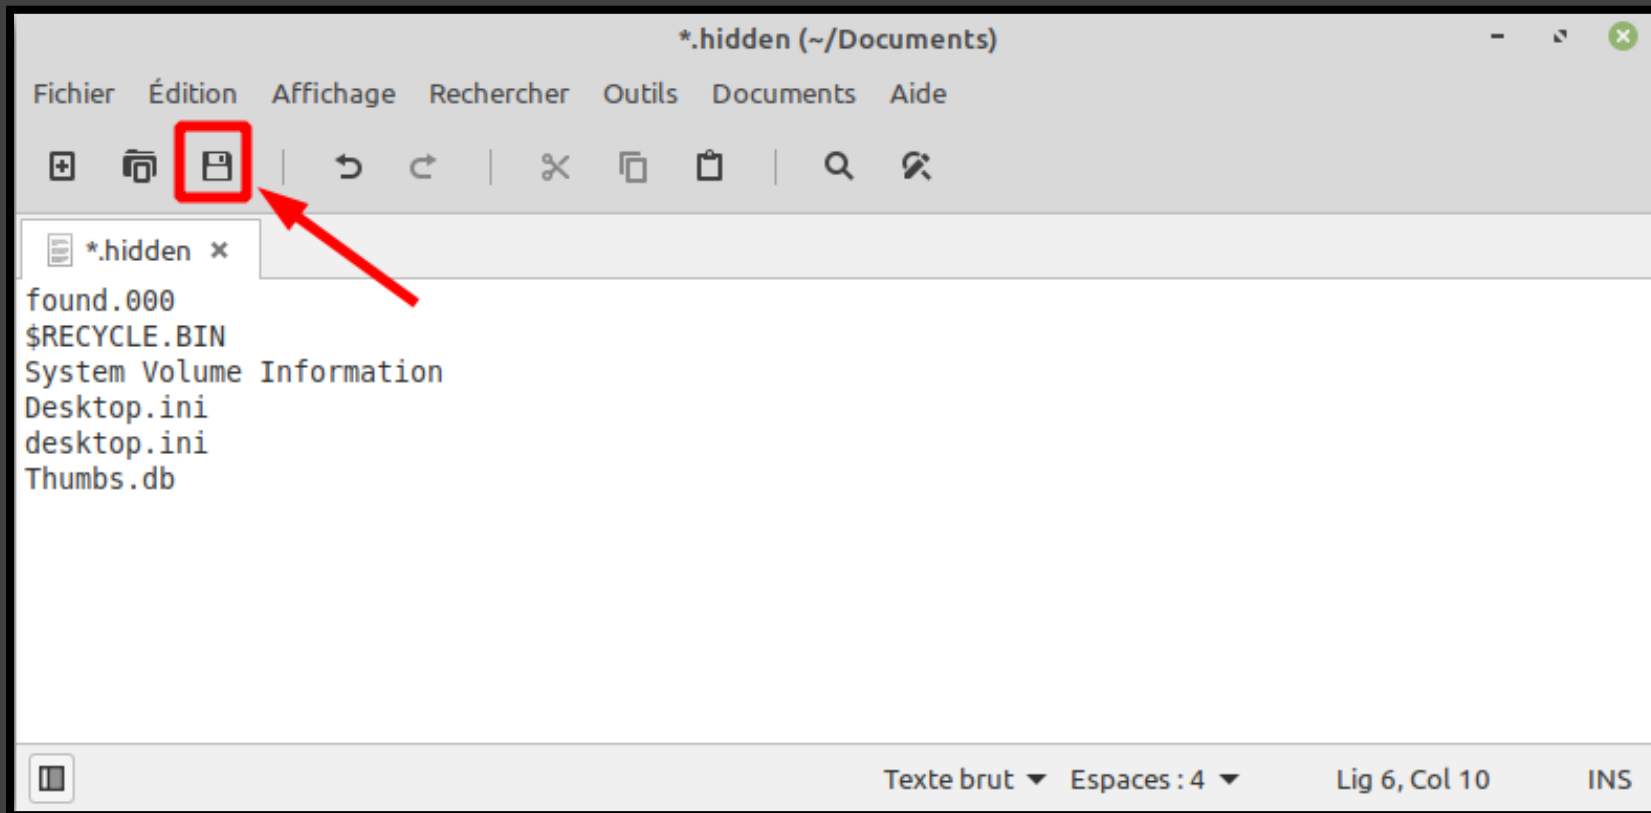 *.hidden (~/Documents)
Fichier Édition Affichage Rechercher Outils Documents Aide
*.hidden
found.000
$RECYCLE.BIN
System Volume Information
Desktop.ini
desktop.ini
Thumbs.db
Texte brut Espaces : 4 Lig 6, Col 10 INS